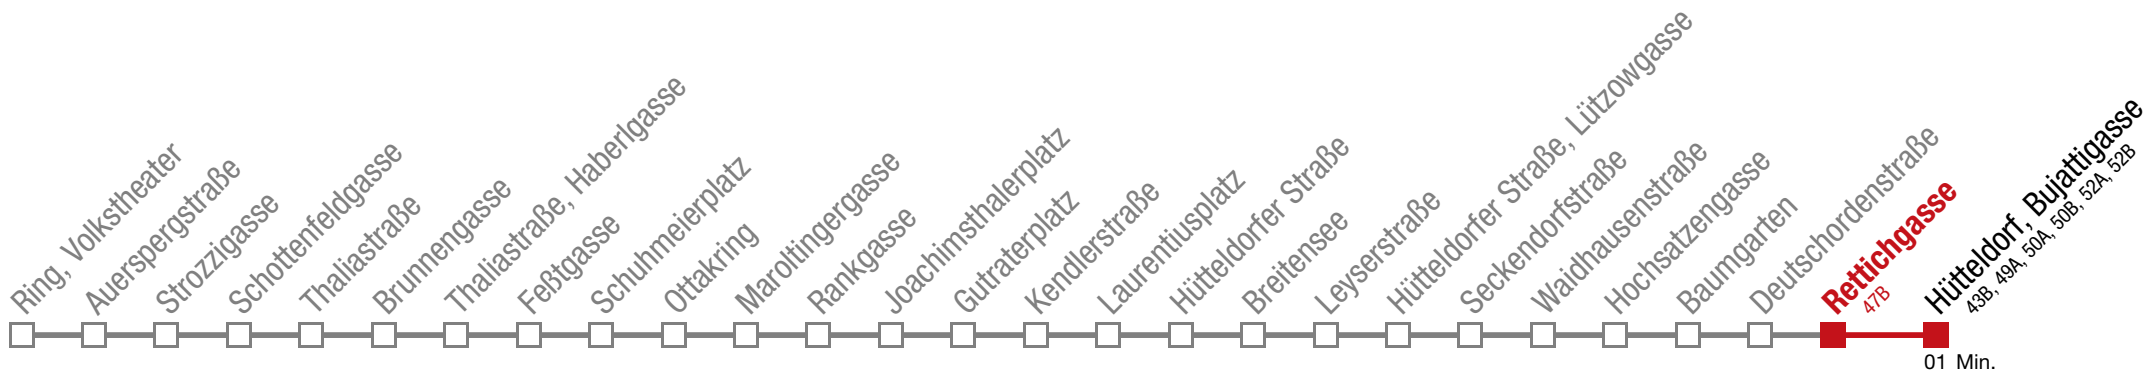 Ring, Volkstheater
Auerspergstraße
Strozzigasse
Schottenfeldgasse
Thaliastraße
Brunnengasse
Thaliastraße, Haberlgasse
Feßtgasse
Schuhmeierplatz
Ottakring
Maroltingergasse
Rankgasse
Joachimsthalerplatz
Gutraterplatz
Kendlerstraße
Laurentiusplatz
Hütteldorfer Straße
Breitensee
Leyserstraße
Hütteldorfer Straße, Lützowgasse
Seckendorfstraße
Waidhausenstraße
Hochsatzengasse
Baumgarten
Deutschordenstraße
Rettichgasse
47B
Hütteldorf, Bujattigasse
43B, 49A, 50A, 50B, 52A, 52B
01 Min.